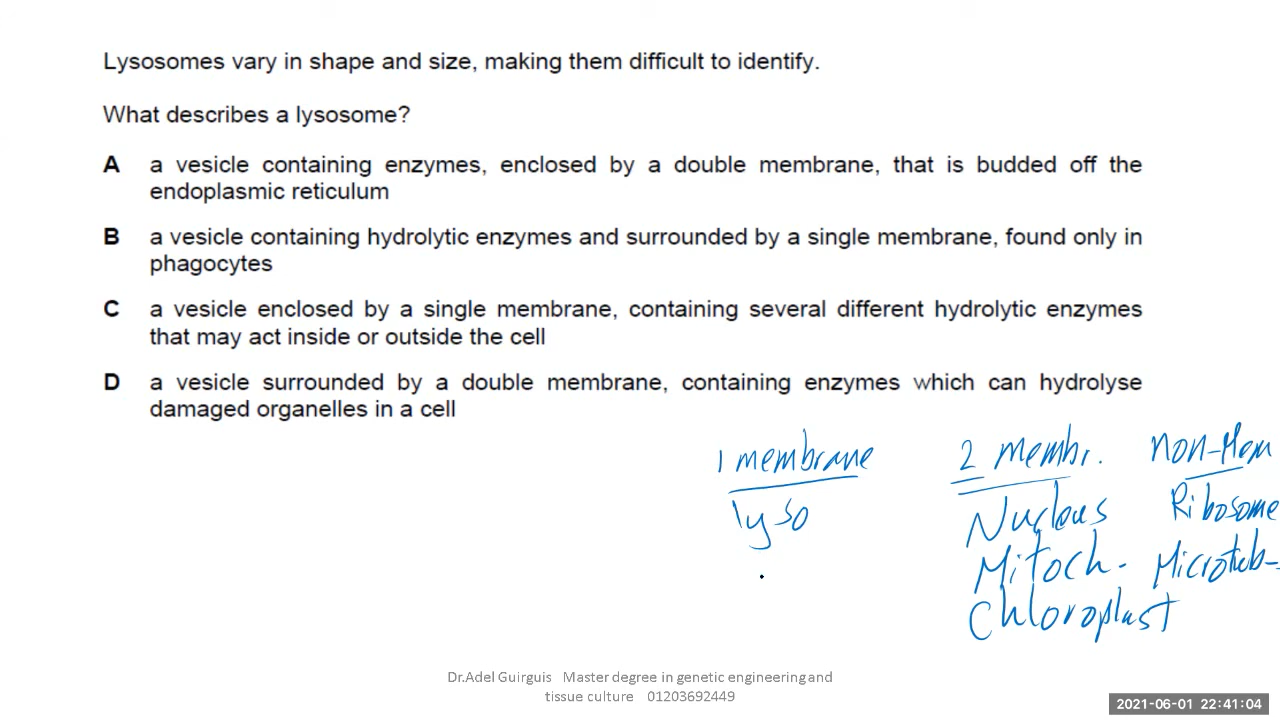 Lysosomes vary in shape and size, making them difficult to identify.
What describes a lysosome?
A a vesicle containing enzymes, enclosed by a double membrane, that is budded off the
endoplasmic reticulum
B a vesicle containing hydrolytic enzymes and surrounded by a single membrane, found only in
phagocytes
C a vesicle enclosed by a single membrane, containing several different hydrolytic enzymes
that may act inside or outside the cell
D a vesicle surrounded by a double membrane, containing enzymes which can hydrolyse
damaged organelles in a cell
1 membrane
lyso
2 membr.
Nucleus
Mitoch-
Chloroplast
non-Mem
Ribosome
Microtub-
Dr.Adel Guirguis Master degree in genetic engineering and
tissue culture 01203692449
2021-06-01 22:41:04